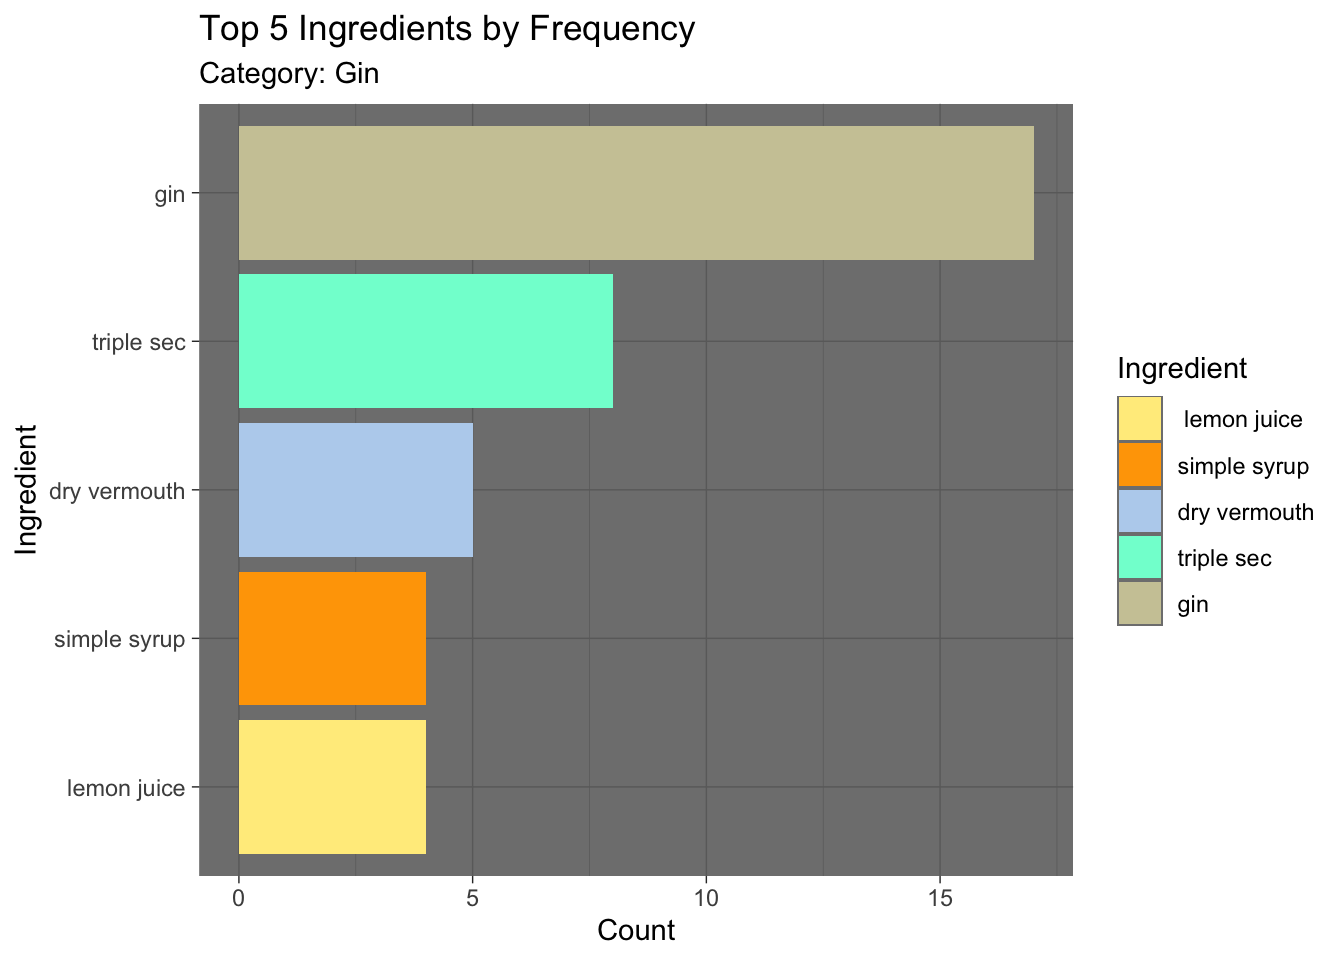 Top 5 Ingredients by Frequency
Category: Gin
gin
triple sec
dry vermouth
simple syrup
lemon juice
Ingredient
0 5 10 15
Count
Ingredient
lemon juice
simple syrup
dry vermouth
triple sec
gin